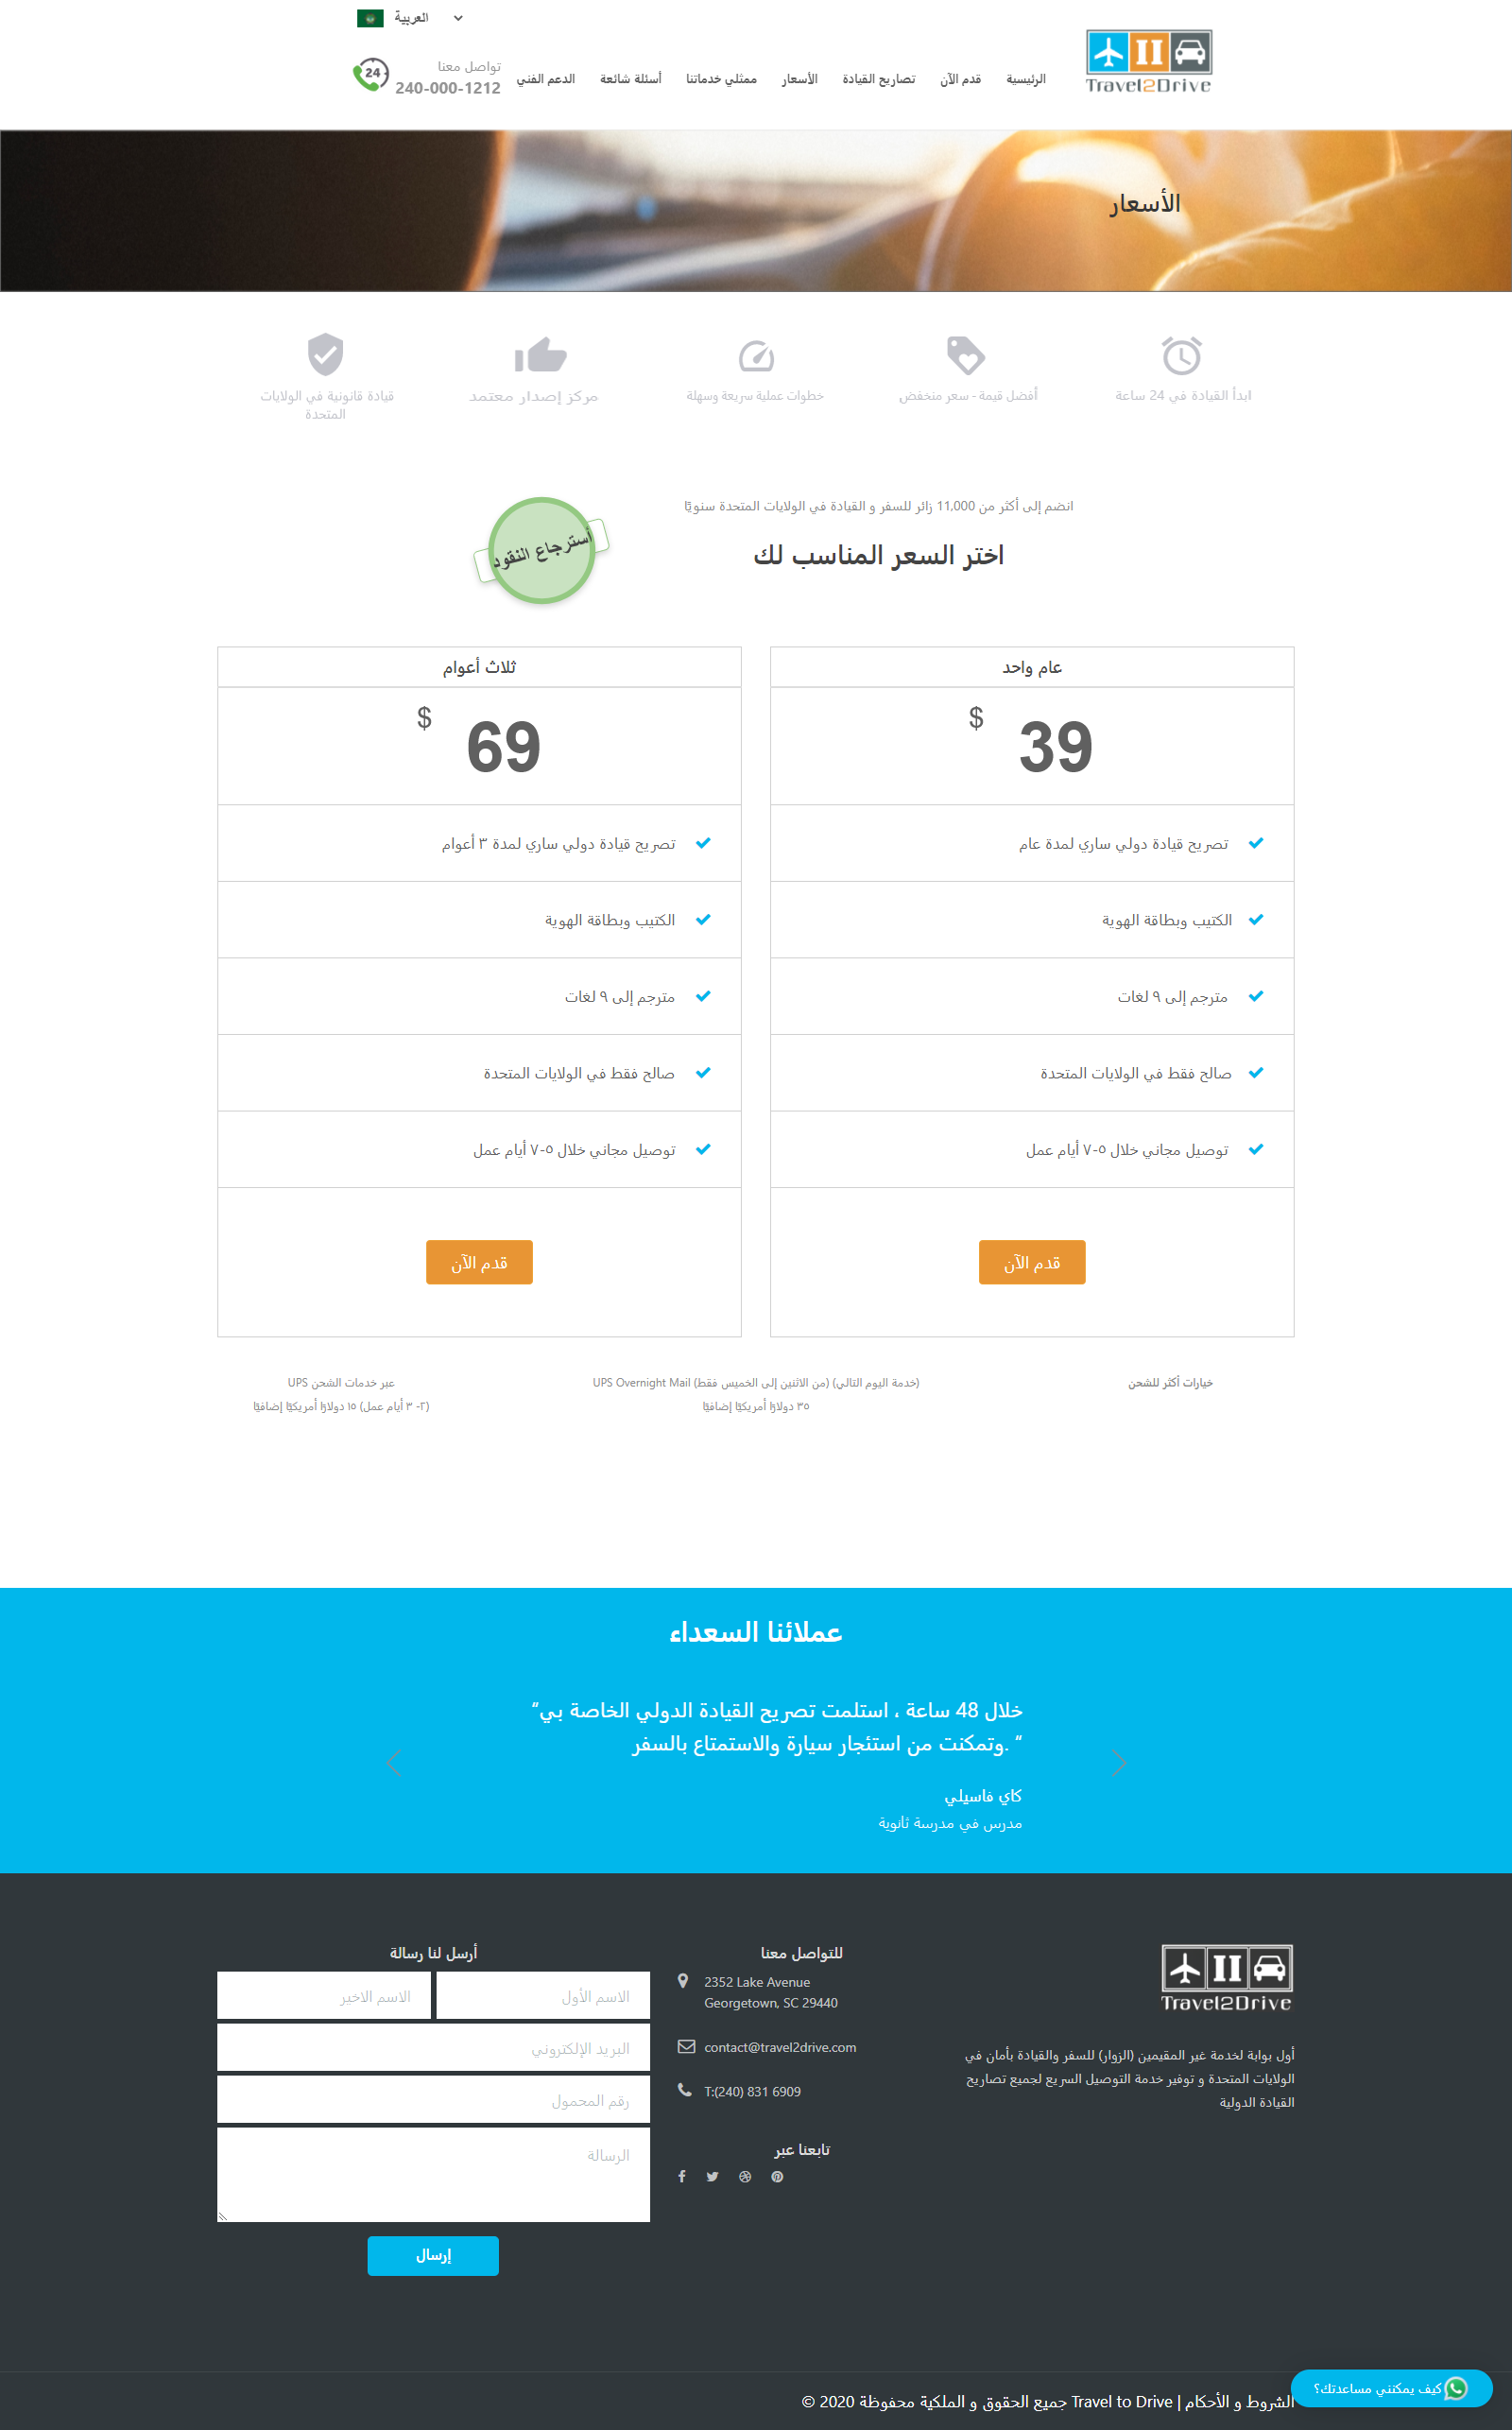 العربية
Travel2Drive
الرئيسية
قدم الآن
تصاريح القيادة
الأسعار
ممثلي خدماتنا
أسئلة شائعة
الدعم الفني
تواصل معنا
240-000-1212
24
الأسعار
ابدأ القيادة في 24 ساعة
أفضل قيمة - سعر منخفض
خطوات عملية سريعة وسهلة
مركز إصدار معتمد
قيادة قانونية في الولايات
المتحدة
انضم إلى أكثر من 11,000 زائر للسفر و القيادة في الولايات المتحدة سنويًا
اختر السعر المناسب لك
أسترجاع النقود
عام واحد
39 $
تصريح قيادة دولي ساري لمدة عام
الكتيب وبطاقة الهوية
مترجم إلى ٩ لغات
صالح فقط في الولايات المتحدة
توصيل مجاني خلال ٥-٧ أيام عمل
قدم الآن
ثلاث أعوام
69 $
تصريح قيادة دولي ساري لمدة ٣ أعوام
الكتيب وبطاقة الهوية
مترجم إلى ٩ لغات
صالح فقط في الولايات المتحدة
توصيل مجاني خلال ٥-٧ أيام عمل
قدم الآن
خيارات أكثر للشحن
UPS Overnight Mail (خدمة اليوم التالي) (من الاثنين إلى الخميس فقط)
٣٥ دولارًا أمريكيًا إضافيًا
عبر خدمات الشحن UPS
(٢- ٣ أيام عمل) ١٥ دولارًا أمريكيًا إضافيًا
عملائنا السعداء
خلال 48 ساعة ، استلمت تصريح القيادة الدولي الخاصة بي“
“ .وتمكنت من استئجار سيارة والاستمتاع بالسفر
كاي فاسيلي
مدرس في مدرسة ثانوية
Travel2Drive
أول بوابة لخدمة غير المقيمين (الزوار) للسفر والقيادة بأمان في
الولايات المتحدة و توفير خدمة التوصيل السريع لجميع تصاريح
القيادة الدولية
للتواصل معنا
2352 Lake Avenue
Georgetown, SC 29440
contact@travel2drive.com
T:(240) 831 6909
تابعنا عبر
أرسل لنا رسالة
الاسم الأول
الاسم الاخير
البريد الإلكتروني
رقم المحمول
الرسالة
إرسال
كيف يمكنني مساعدتك؟
الشروط و الأحكام | Travel to Drive جميع الحقوق و الملكية محفوظة 2020 ©